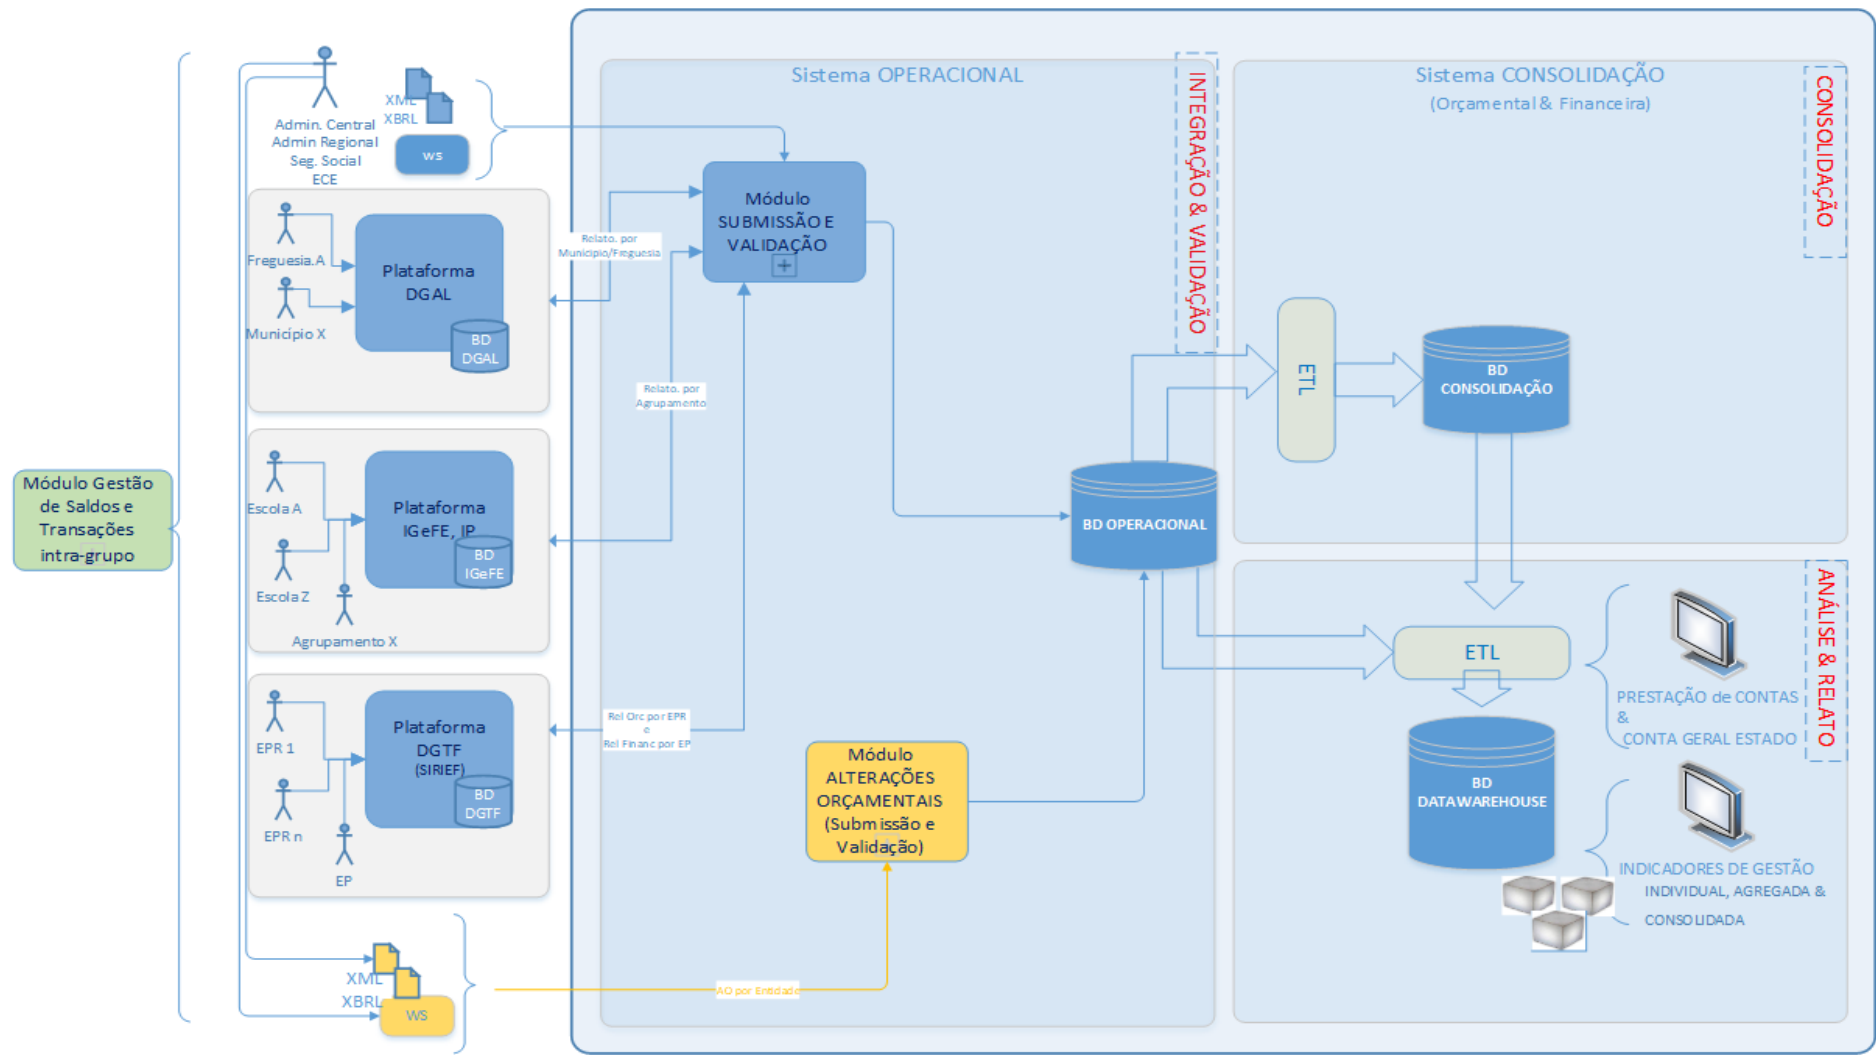 Módulo Gestão
de Saldos e
Transações
intra-grupo
Admin. Central
Admin Regional
Seg. Social
ECE
XML
XBRL
ws
Freguesia.A
Município X
Plataforma
DGAL
BD
DGAL
Escola A
Escola Z
Agrupamento X
Plataforma
IGeFE, IP
BD
IGeFE
EPR 1
EPR n
EP
Plataforma
DGTF
(SIRIEF)
BD
DGTF
XML
XBRL
WS
Sistema OPERACIONAL
Relato. por
Município/Freguesia
Relato. por
Agrupamento
Rel Orc por EPR
e
Rel Financ por EP
AO por Entidade
Módulo
SUBMISSÃO E
VALIDAÇÃO
Módulo
ALTERAÇÕES
ORÇAMENTAIS
(Submissão e
Validação)
BD OPERACIONAL
INTEGRAÇÃO & VALIDAÇÃO
Sistema CONSOLIDAÇÃO
(Orçamental & Financeira)
CONSOLIDAÇÃO
ETL
BD
CONSOLIDAÇÃO
ANÁLISE & RELATO
ETL
BD
DATAWAREHOUSE
PRESTAÇÃO de CONTAS
&
CONTA GERAL ESTADO
INDICADORES DE GESTÃO
INDIVIDUAL, AGREGADA &
CONSOLIDADA